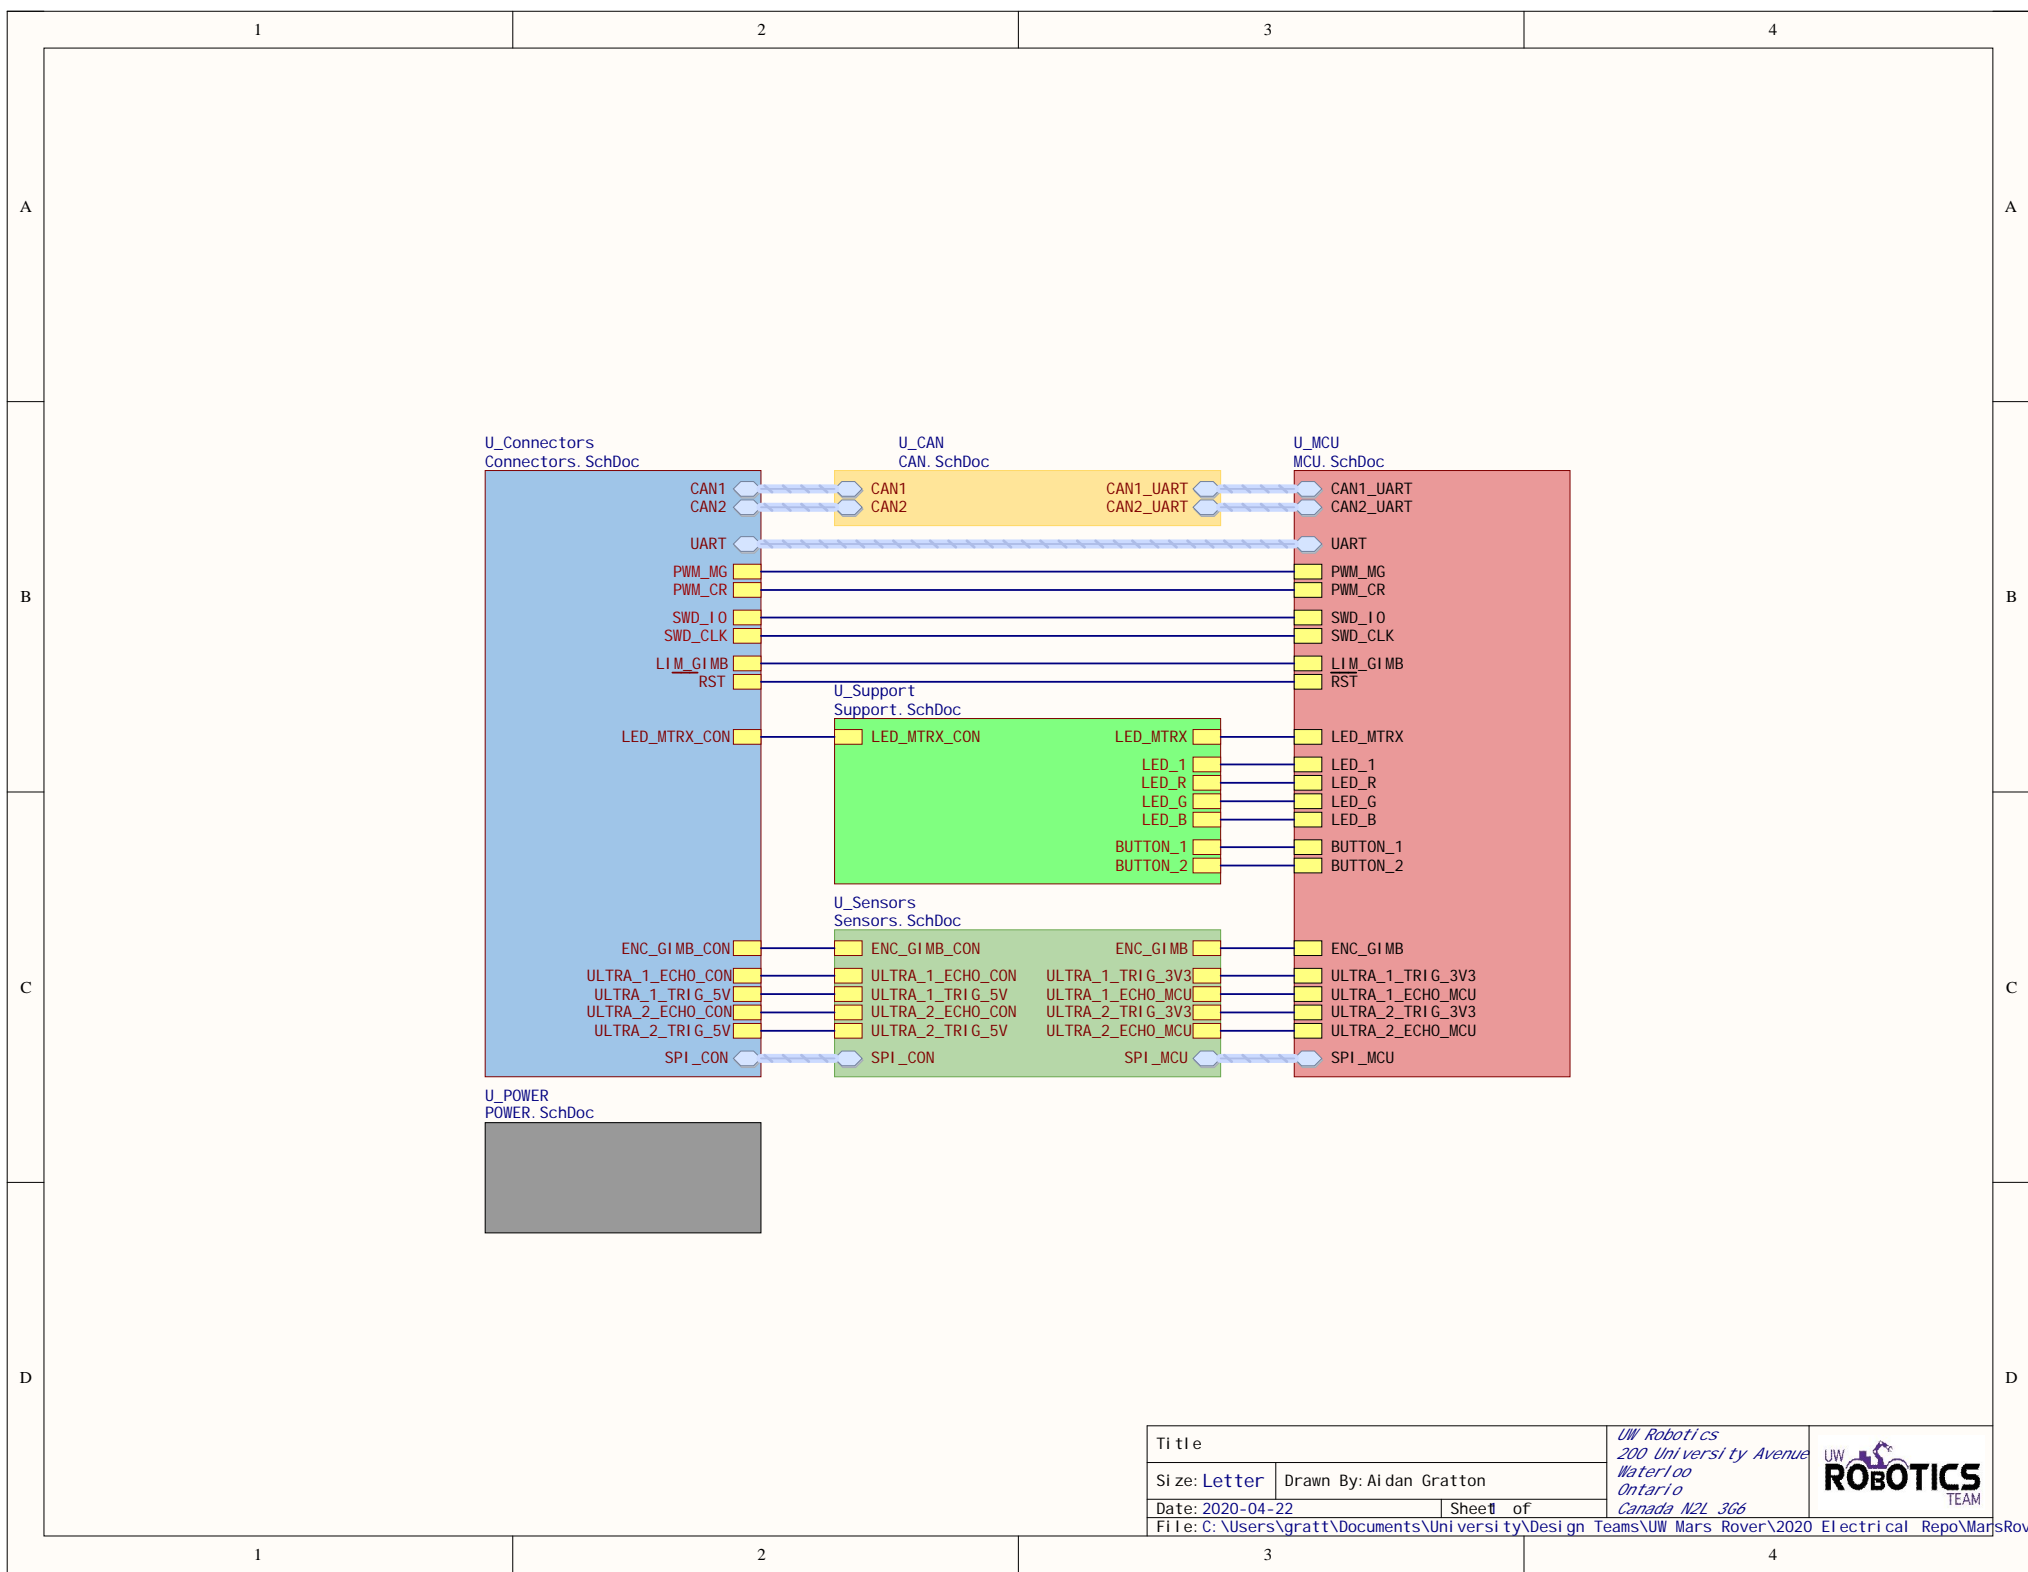 1 2 3 4
A A
U_Connectors
Connectors.SchDoc
U_CAN
CAN.SchDoc
U_MCU
MCU.SchDoc
CAN1 CAN1 CAN1_UART CAN1_UART
CAN2 CAN2 CAN2_UART CAN2_UART
UART UART
PWM_MG PWM_MG
B B
PWM_CR PWM_CR
SWD_IO SWD_IO
SWD_CLK SWD_CLK
LIM_GIMB LIM_GIMB
RST RST
U_Support
Support.SchDoc
LED_MTRX_CON LED_MTRX_CON LED_MTRX LED_MTRX
LED_1 LED_1
LED_R LED_R
LED_G LED_G
LED_B LED_B
BUTTON_1 BUTTON_1
BUTTON_2 BUTTON_2
U_Sensors
Sensors.SchDoc
ENC_GIMB_CON ENC_GIMB_CON ENC_GIMB ENC_GIMB
ULTRA_1_ECHO_CON ULTRA_1_ECHO_CON ULTRA_1_TRIG_3V3 ULTRA_1_TRIG_3V3
C C
ULTRA_1_TRIG_5V ULTRA_1_TRIG_5V ULTRA_1_ECHO_MCU ULTRA_1_ECHO_MCU
ULTRA_2_ECHO_CON ULTRA_2_ECHO_CON ULTRA_2_TRIG_3V3 ULTRA_2_TRIG_3V3
ULTRA_2_TRIG_5V ULTRA_2_TRIG_5V ULTRA_2_ECHO_MCU ULTRA_2_ECHO_MCU
SPI_CON SPI_CON SPI_MCU SPI_MCU
U_POWER
POWER.SchDoc
D D
Title
Size: Letter Drawn By: Aidan Gratton
Date: 2020-04-22 Sheet 1 of
File: C:\Users\gratt\Documents\University\Design Teams\UW Mars Rover\2020 Electrical Repo\MarsRov
UW Robotics
200 University Avenue
Waterloo
Ontario
Canada N2L 3G6
UW
ROBOTICS
TEAM
1 2 3 4